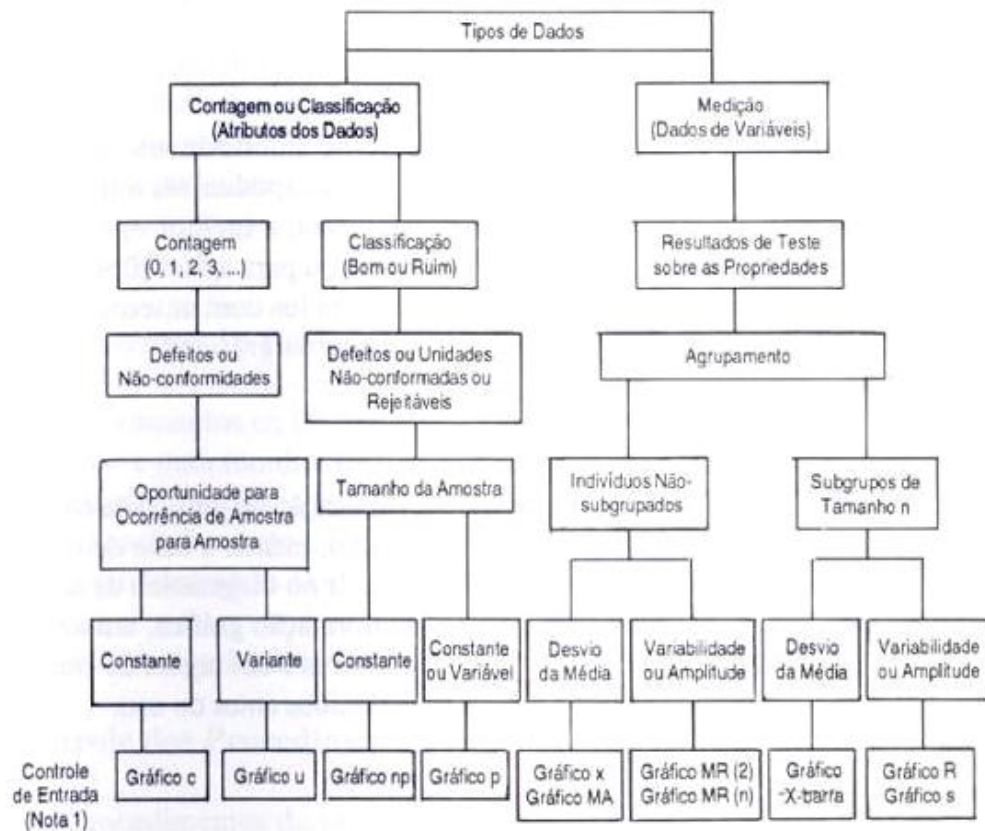 Tipos de Dados
Contagem ou Classificação
(Atributos dos Dados)
Medição
(Dados de Variáveis)
Contagem
(0, 1, 2, 3, ...)
Classificação
(Bom ou Ruim)
Resultados de Teste
sobre as Propriedades
Defeitos ou
Não-conformidades
Defeitos ou Unidades
Não-conformadas ou
Rejeitáveis
Agrupamento
Oportunidade para
Ocorrência de Amostra
para Amostra
Tamanho da Amostra
Indivíduos Não-
subgrupados
Subgrupos de
Tamanho n
Constante
Variante
Constante
Constante
ou Variável
Desvio
da Média
Variabilidade
ou Amplitude
Desvio
da Média
Variabilidade
ou Amplitude
Controle
de Entrada
(Nota 1)
Gráfico c
Gráfico u
Gráfico np
Gráfico p
Gráfico x
Gráfico MA
Gráfico MR (2)
Gráfico MR (n)
Gráfico
-X-barra
Gráfico R
Gráfico s